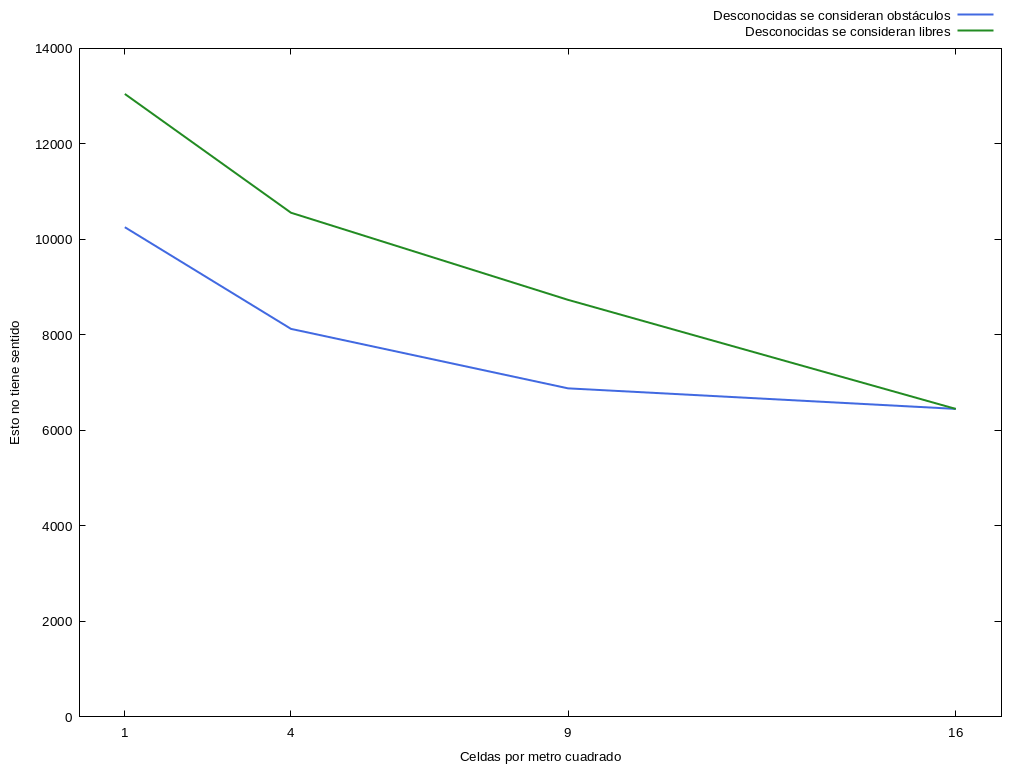 Desconocidas se consideran obstáculos
Desconocidas se consideran libres
14000
12000
10000
8000
6000
4000
2000
0
Esto no tiene sentido
1 4 9 16
Celdas por metro cuadrado